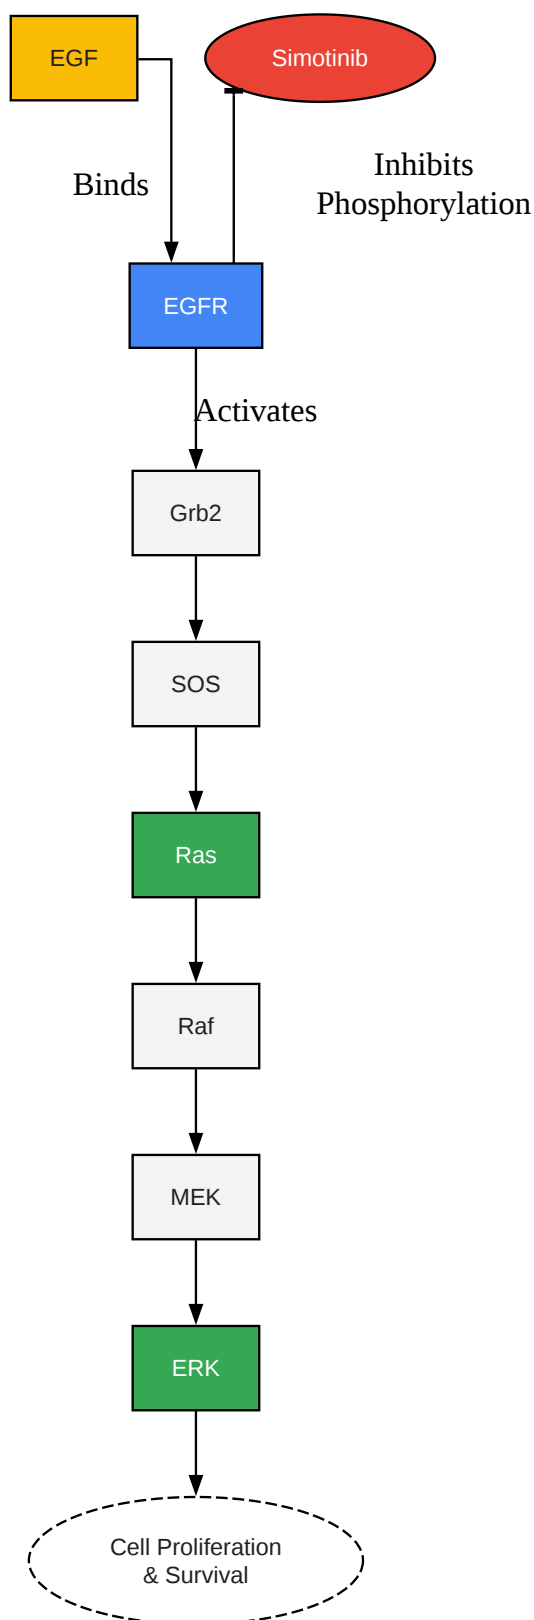 EGF
Simotinib
Binds
Inhibits
Phosphorylation
EGFR
Activates
Grb2
SOS
Ras
Raf
MEK
ERK
Cell Proliferation
& Survival